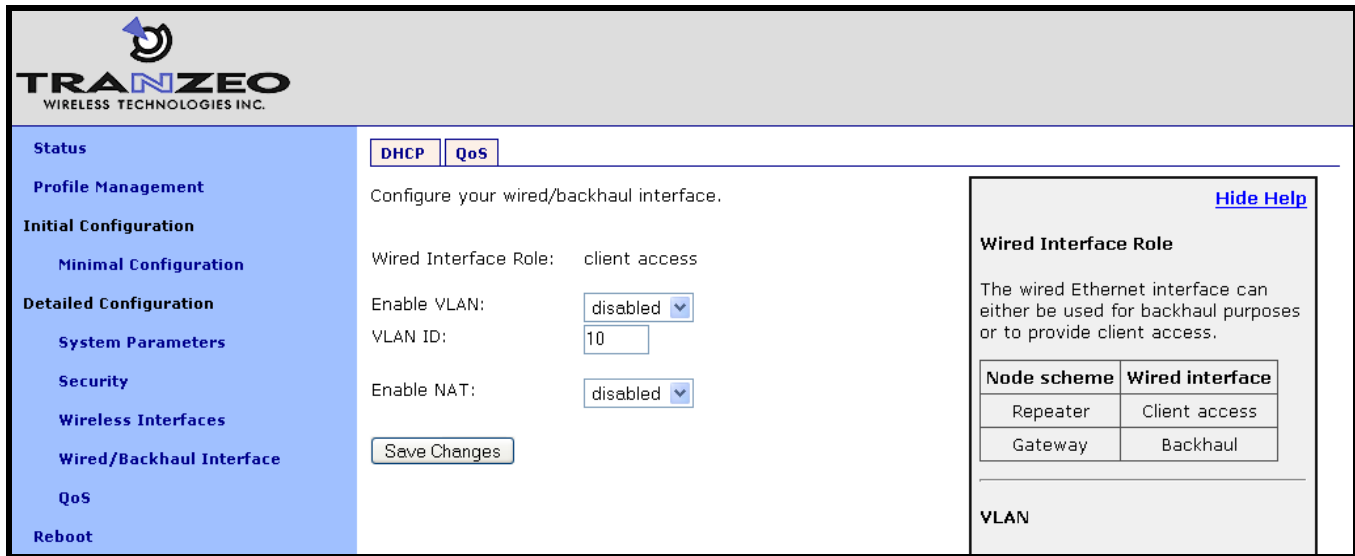 TRANZEO
WIRELESS TECHNOLOGIES INC.
Status
Profile Management
Initial Configuration
Minimal Configuration
Detailed Configuration
System Parameters
Security
Wireless Interfaces
Wired/Backhaul Interface
QoS
Reboot
DHCP
QoS
Configure your wired/backhaul interface.
Wired Interface Role: client access
Enable VLAN: disabled
VLAN ID: 10
Enable NAT: disabled
Save Changes
Hide Help
Wired Interface Role
The wired Ethernet interface can
either be used for backhaul purposes
or to provide client access.
Node scheme Wired interface
Repeater Client access
Gateway Backhaul
VLAN